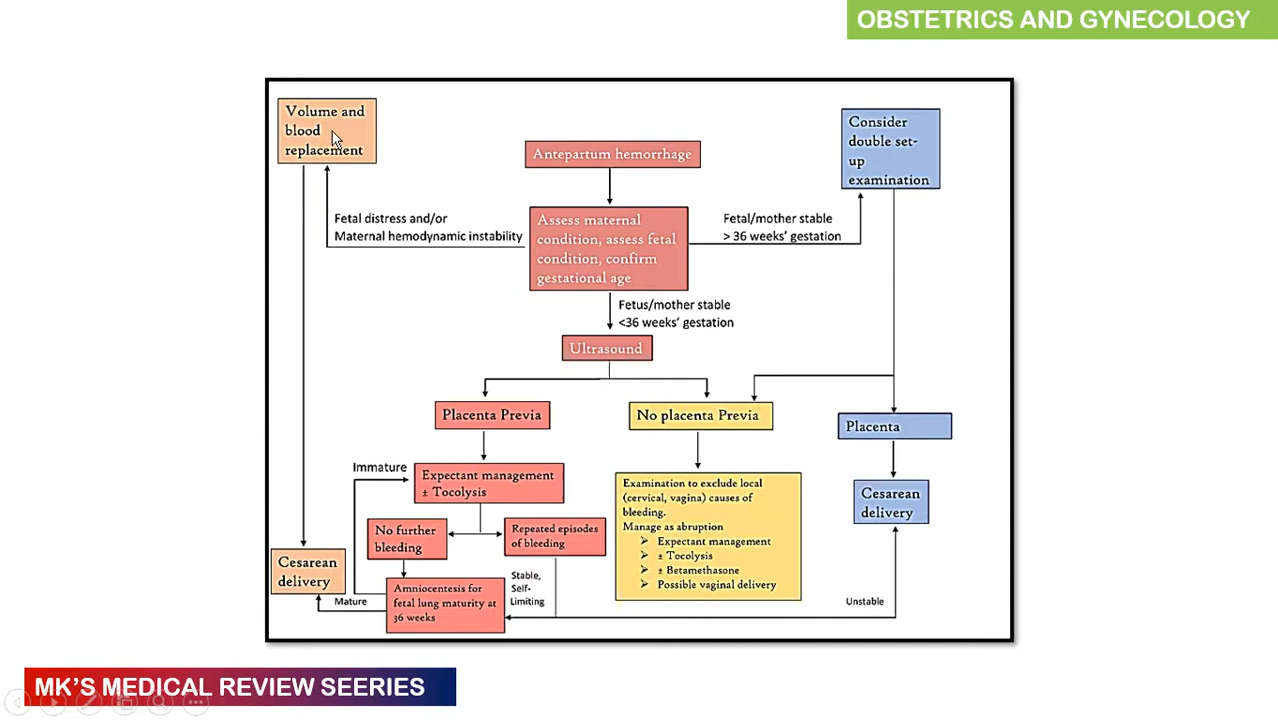 OBSTETRICS AND GYNECOLOGY
Volume and
blood
replacement
Antepartum hemorrhage
Consider
double set-
up
examination
Fetal distress and/or
Maternal hemodynamic instability
Assess maternal
condition, assess fetal
condition, confirm
gestational age
Fetal/mother stable
> 36 weeks' gestation
Fetus/mother stable
<36 weeks' gestation
Ultrasound
Placenta Previa
No placenta Previa
Placenta
Immature
Expectant management
± Tocolysis
Examination to exclude local
(cervical, vagina) causes of
bleeding.
Manage as abruption
➢ Expectant management
➢ ± Tocolysis
➢ ± Betamethasone
➢ Possible vaginal delivery
Cesarean
delivery
No further
bleeding
Repeated episodes
of bleeding
Cesarean
delivery
Mature
Amniocentesis for
fetal lung maturity at
36 weeks
Stable,
Self-
Limiting
Unstable
MK'S MEDICAL REVIEW SEERIES